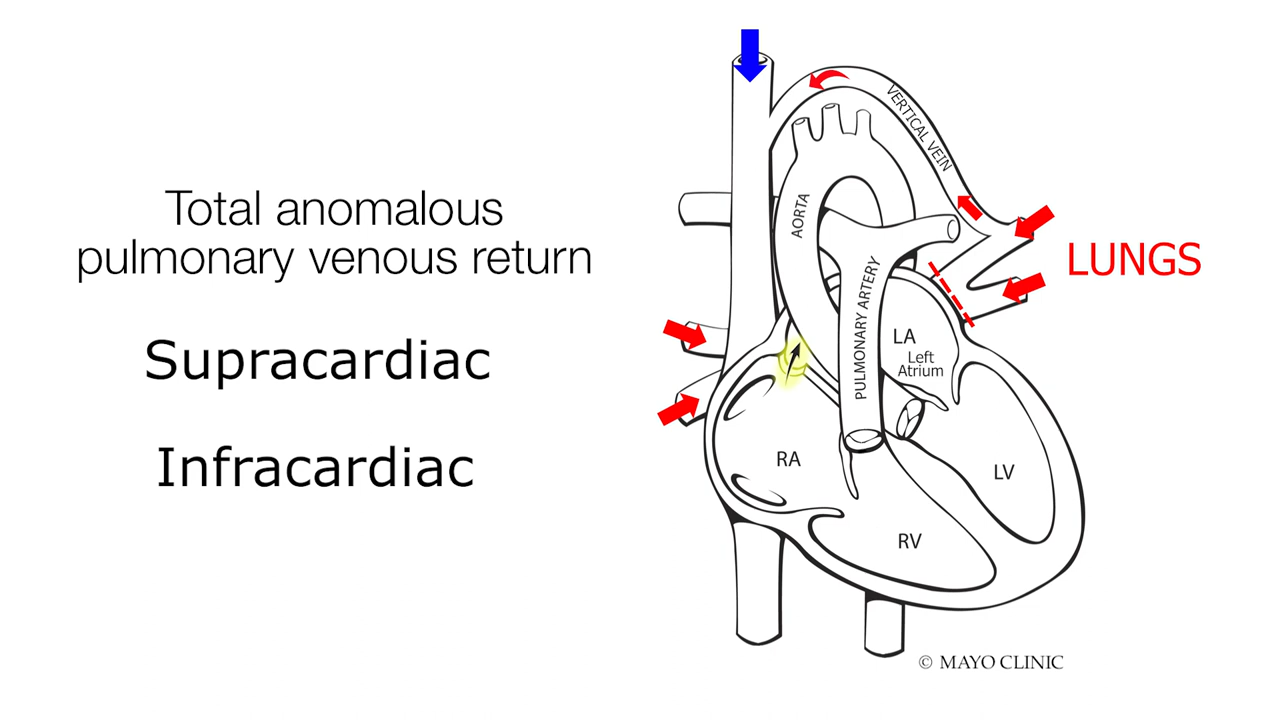 Total anomalous
pulmonary venous return
Supracardiac
Infracardiac
VERTICAL VEIN
AORTA
LUNGS
PULMONARY ARTERY
LA
Left
Atrium
RA
LV
RV
© MAYO CLINIC